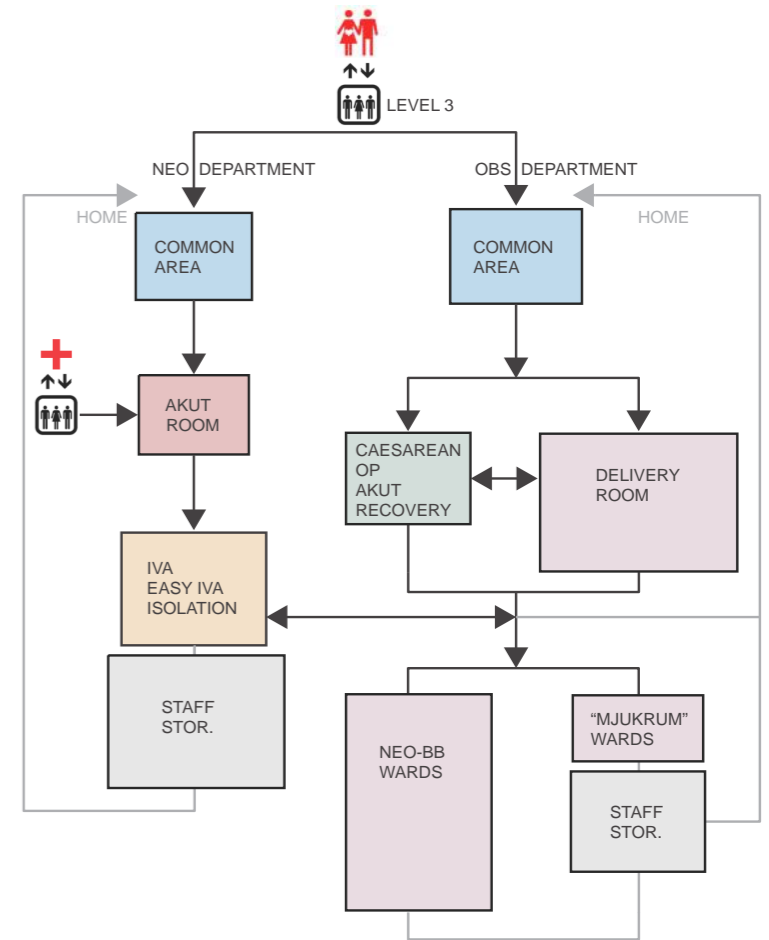 LEVEL 3
NEO DEPARTMENT
OBS DEPARTMENT
HOME
HOME
COMMON
AREA
COMMON
AREA
AKUT
ROOM
CAESAREAN
OP
AKUT
RECOVERY
DELIVERY
ROOM
IVA
EASY IVA
ISOLATION
STAFF
STOR.
NEO-BB
WARDS
“MJUKRUM”
WARDS
STAFF
STOR.